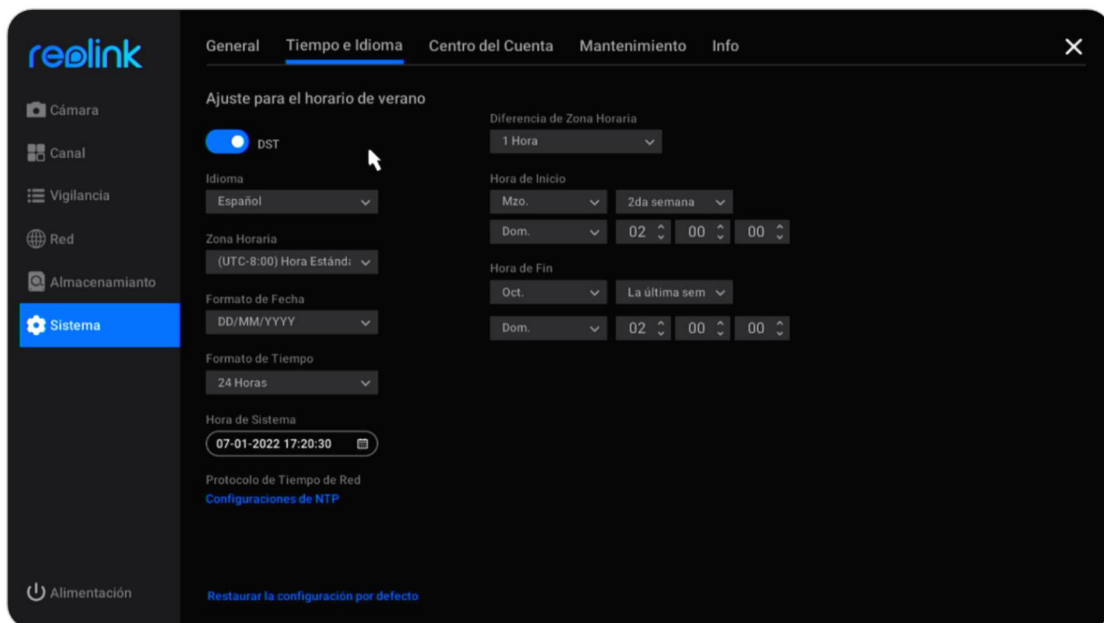 reolink
General Tiempo e Idioma Centro del Cuenta Mantenimiento Info
Cámara
Canal
Vigilancia
Red
Almacenamianto
Sistema
Alimentación
Ajuste para el horario de verano
DST
Idioma
Español
Zona Horaria
(UTC-8:00) Hora Estánda
Formato de Fecha
DD/MM/YYYY
Formato de Tiempo
24 Horas
Hora de Sistema
07-01-2022 17:20:30
Protocolo de Tiempo de Red
Configuraciones de NTP
Diferencia de Zona Horaria
1 Hora
Hora de Inicio
Mzo. 2da semana
Dom. 02 00 00
Hora de Fin
Oct. La última sem
Dom. 02 00 00
Restaurar la configuración por defecto